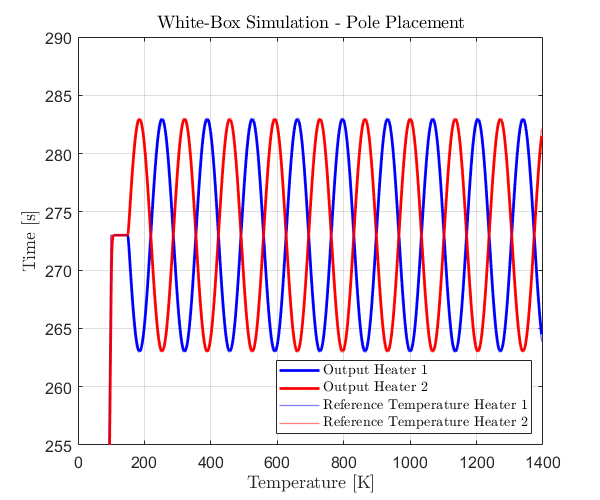 White-Box Simulation - Pole Placement
290
285
280
275
270
265
260
255
Time [s]
Output Heater 1
Output Heater 2
Reference Temperature Heater 1
Reference Temperature Heater 2
0 200 400 600 800 1000 1200 1400
Temperature [K]